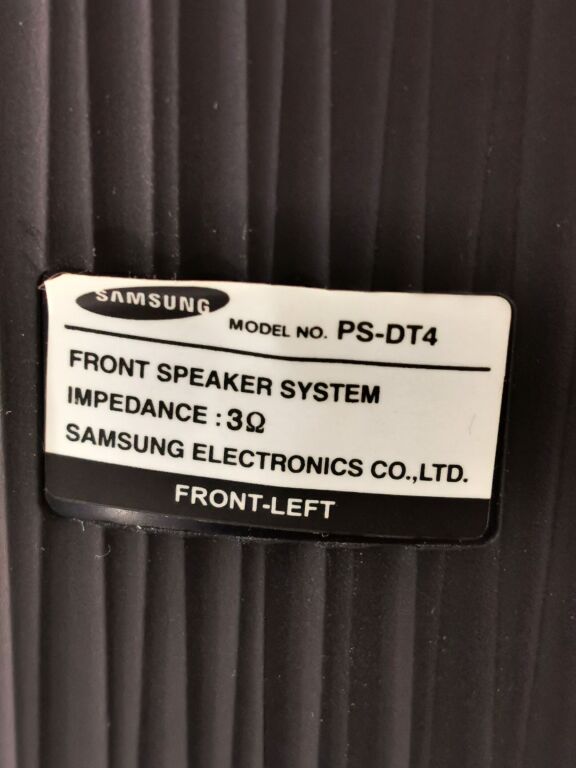 SAMSUNG MODEL NO. PS-DT4
FRONT SPEAKER SYSTEM
IMPEDANCE : 3Ω
SAMSUNG ELECTRONICS CO.,LTD.
FRONT-LEFT